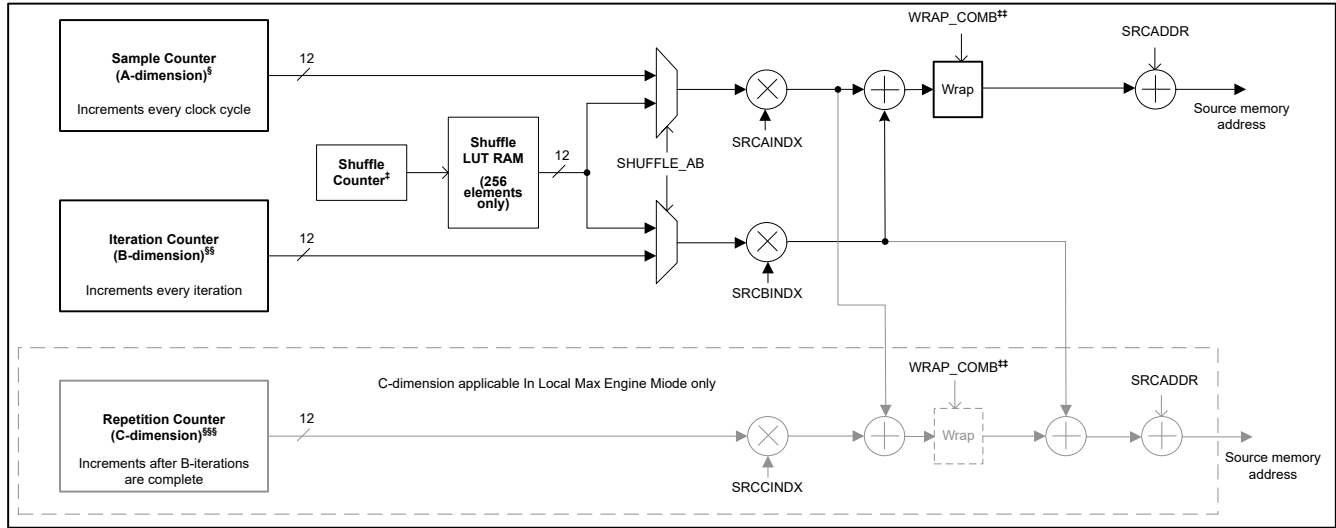 WRAP_COMB‡‡
SRCADDR
Sample Counter
(A-dimension)§
Increments every clock cycle
12
Wrap
Source memory
address
SRCAINDX
Shuffle
Counter‡
Shuffle
LUT RAM
(256
elements
only)
12
SHUFFLE_AB
Iteration Counter
(B-dimension)§§
Increments every iteration
12
SRCBINDX
C-dimension applicable In Local Max Engine Miode only
WRAP_COMB‡‡
SRCADDR
Repetition Counter
(C-dimension)§§§
Increments after B-iterations
are complete
12
Wrap
Source memory
address
SRCCINDX